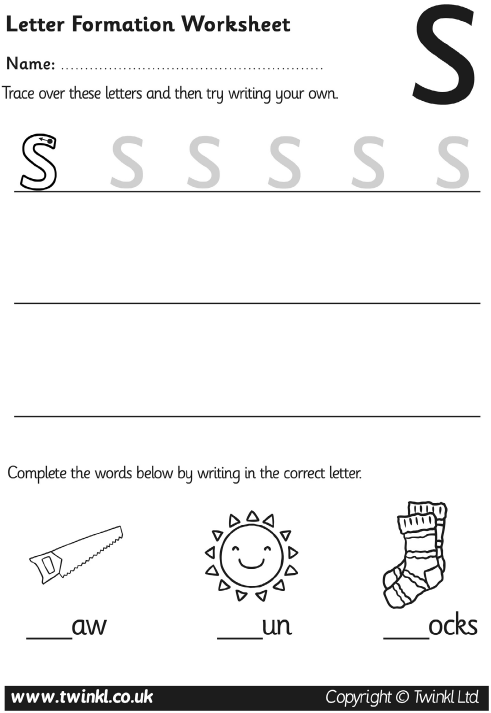 Letter Formation Worksheet
S
Name: ......................................................
Trace over these letters and then try writing your own.
S S S S S S
Complete the words below by writing in the correct letter.
___aw ___un ___ocks
www.twinkl.co.uk Copyright © Twinkl Ltd